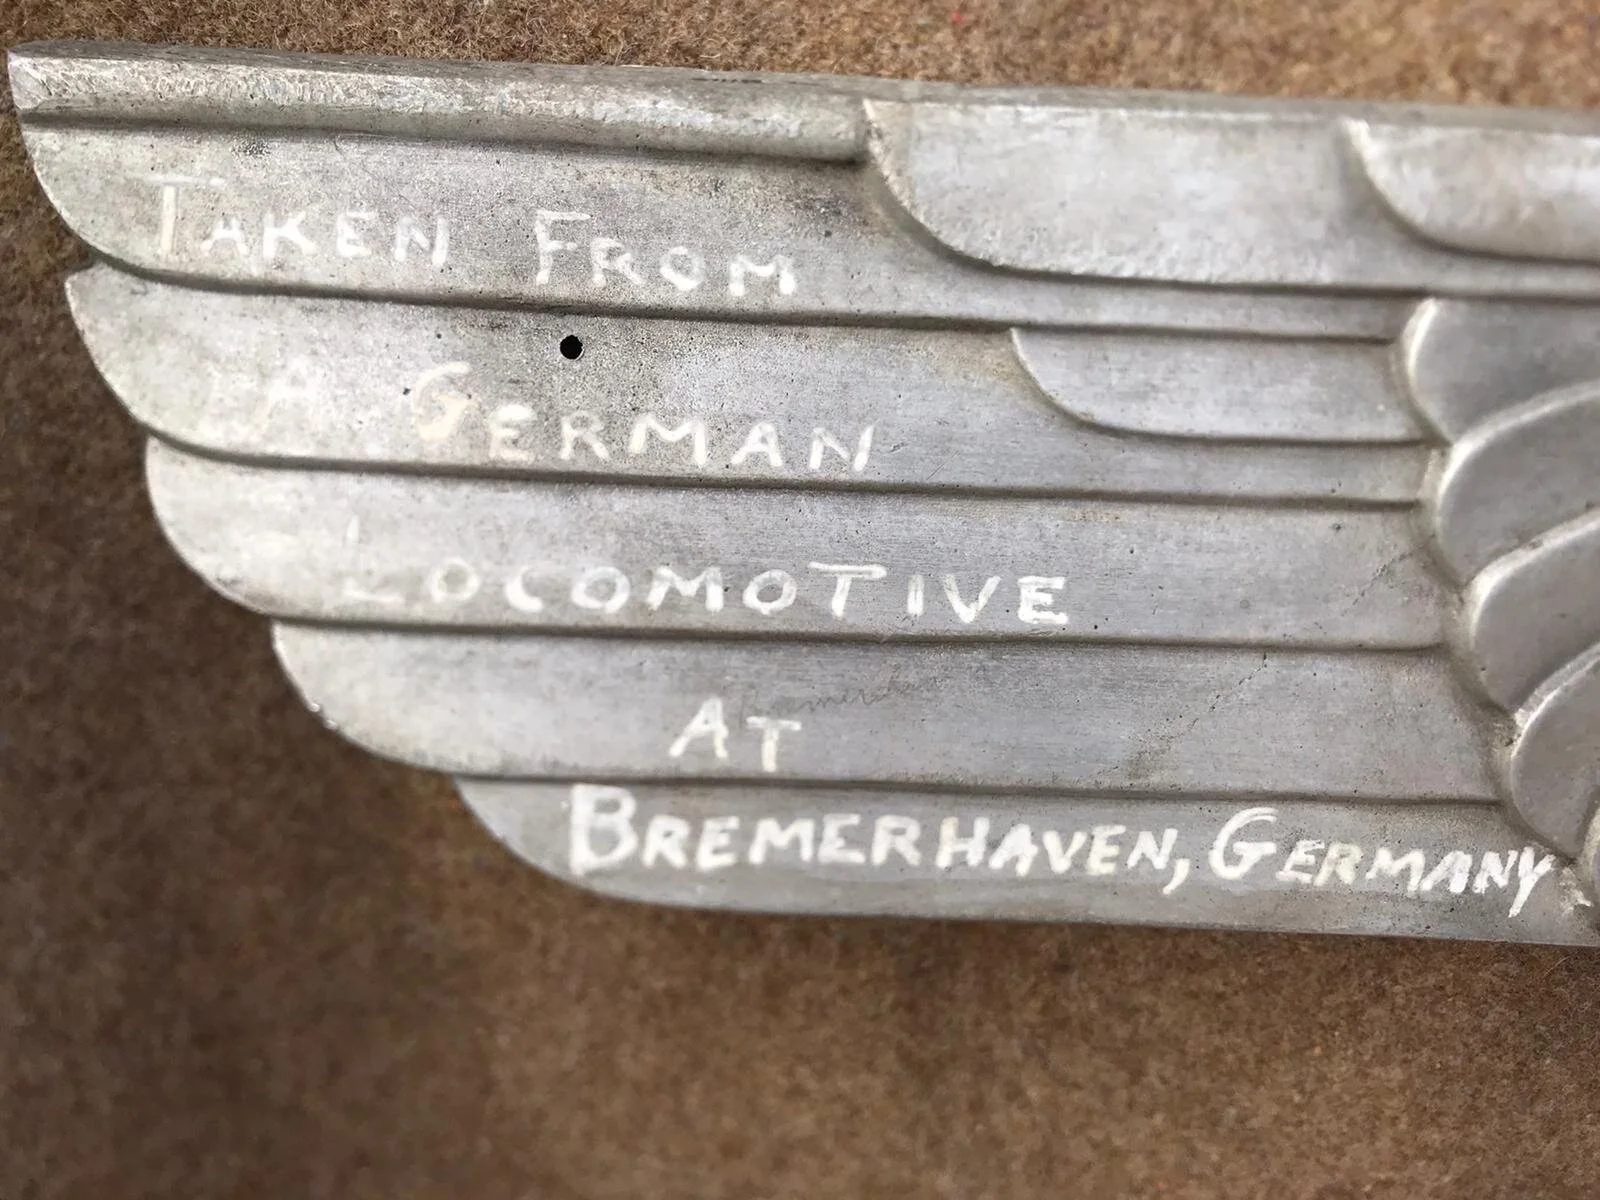 TAKEN FROM
A GERMAN
LOCOMOTIVE
AT
BREMERHAVEN, GERMANY